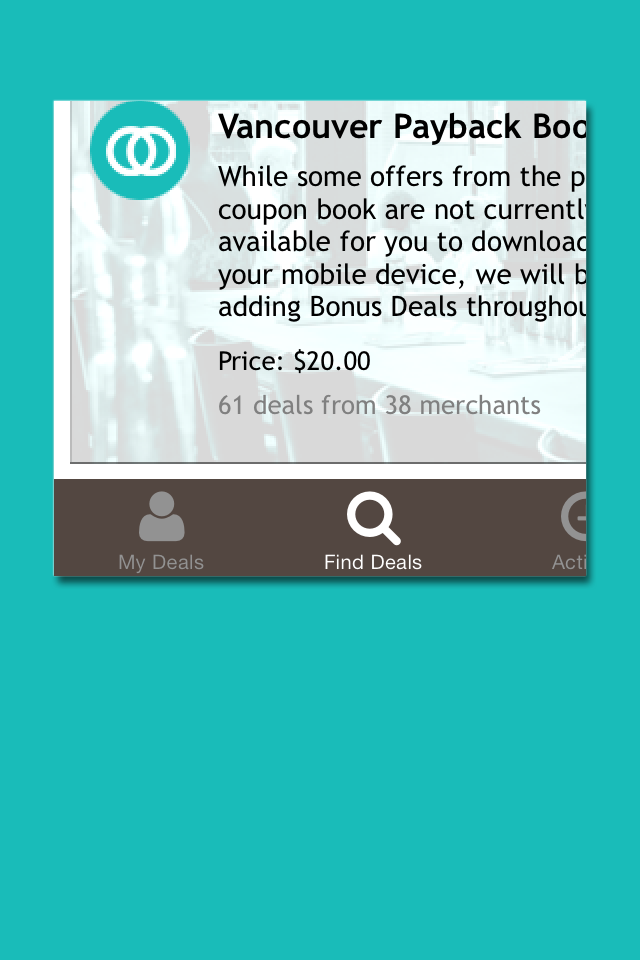 Vancouver Payback Boo
While some offers from the p
coupon book are not currentl
available for you to download
your mobile device, we will b
adding Bonus Deals throughou
Price: $20.00
61 deals from 38 merchants
My Deals Find Deals Acti